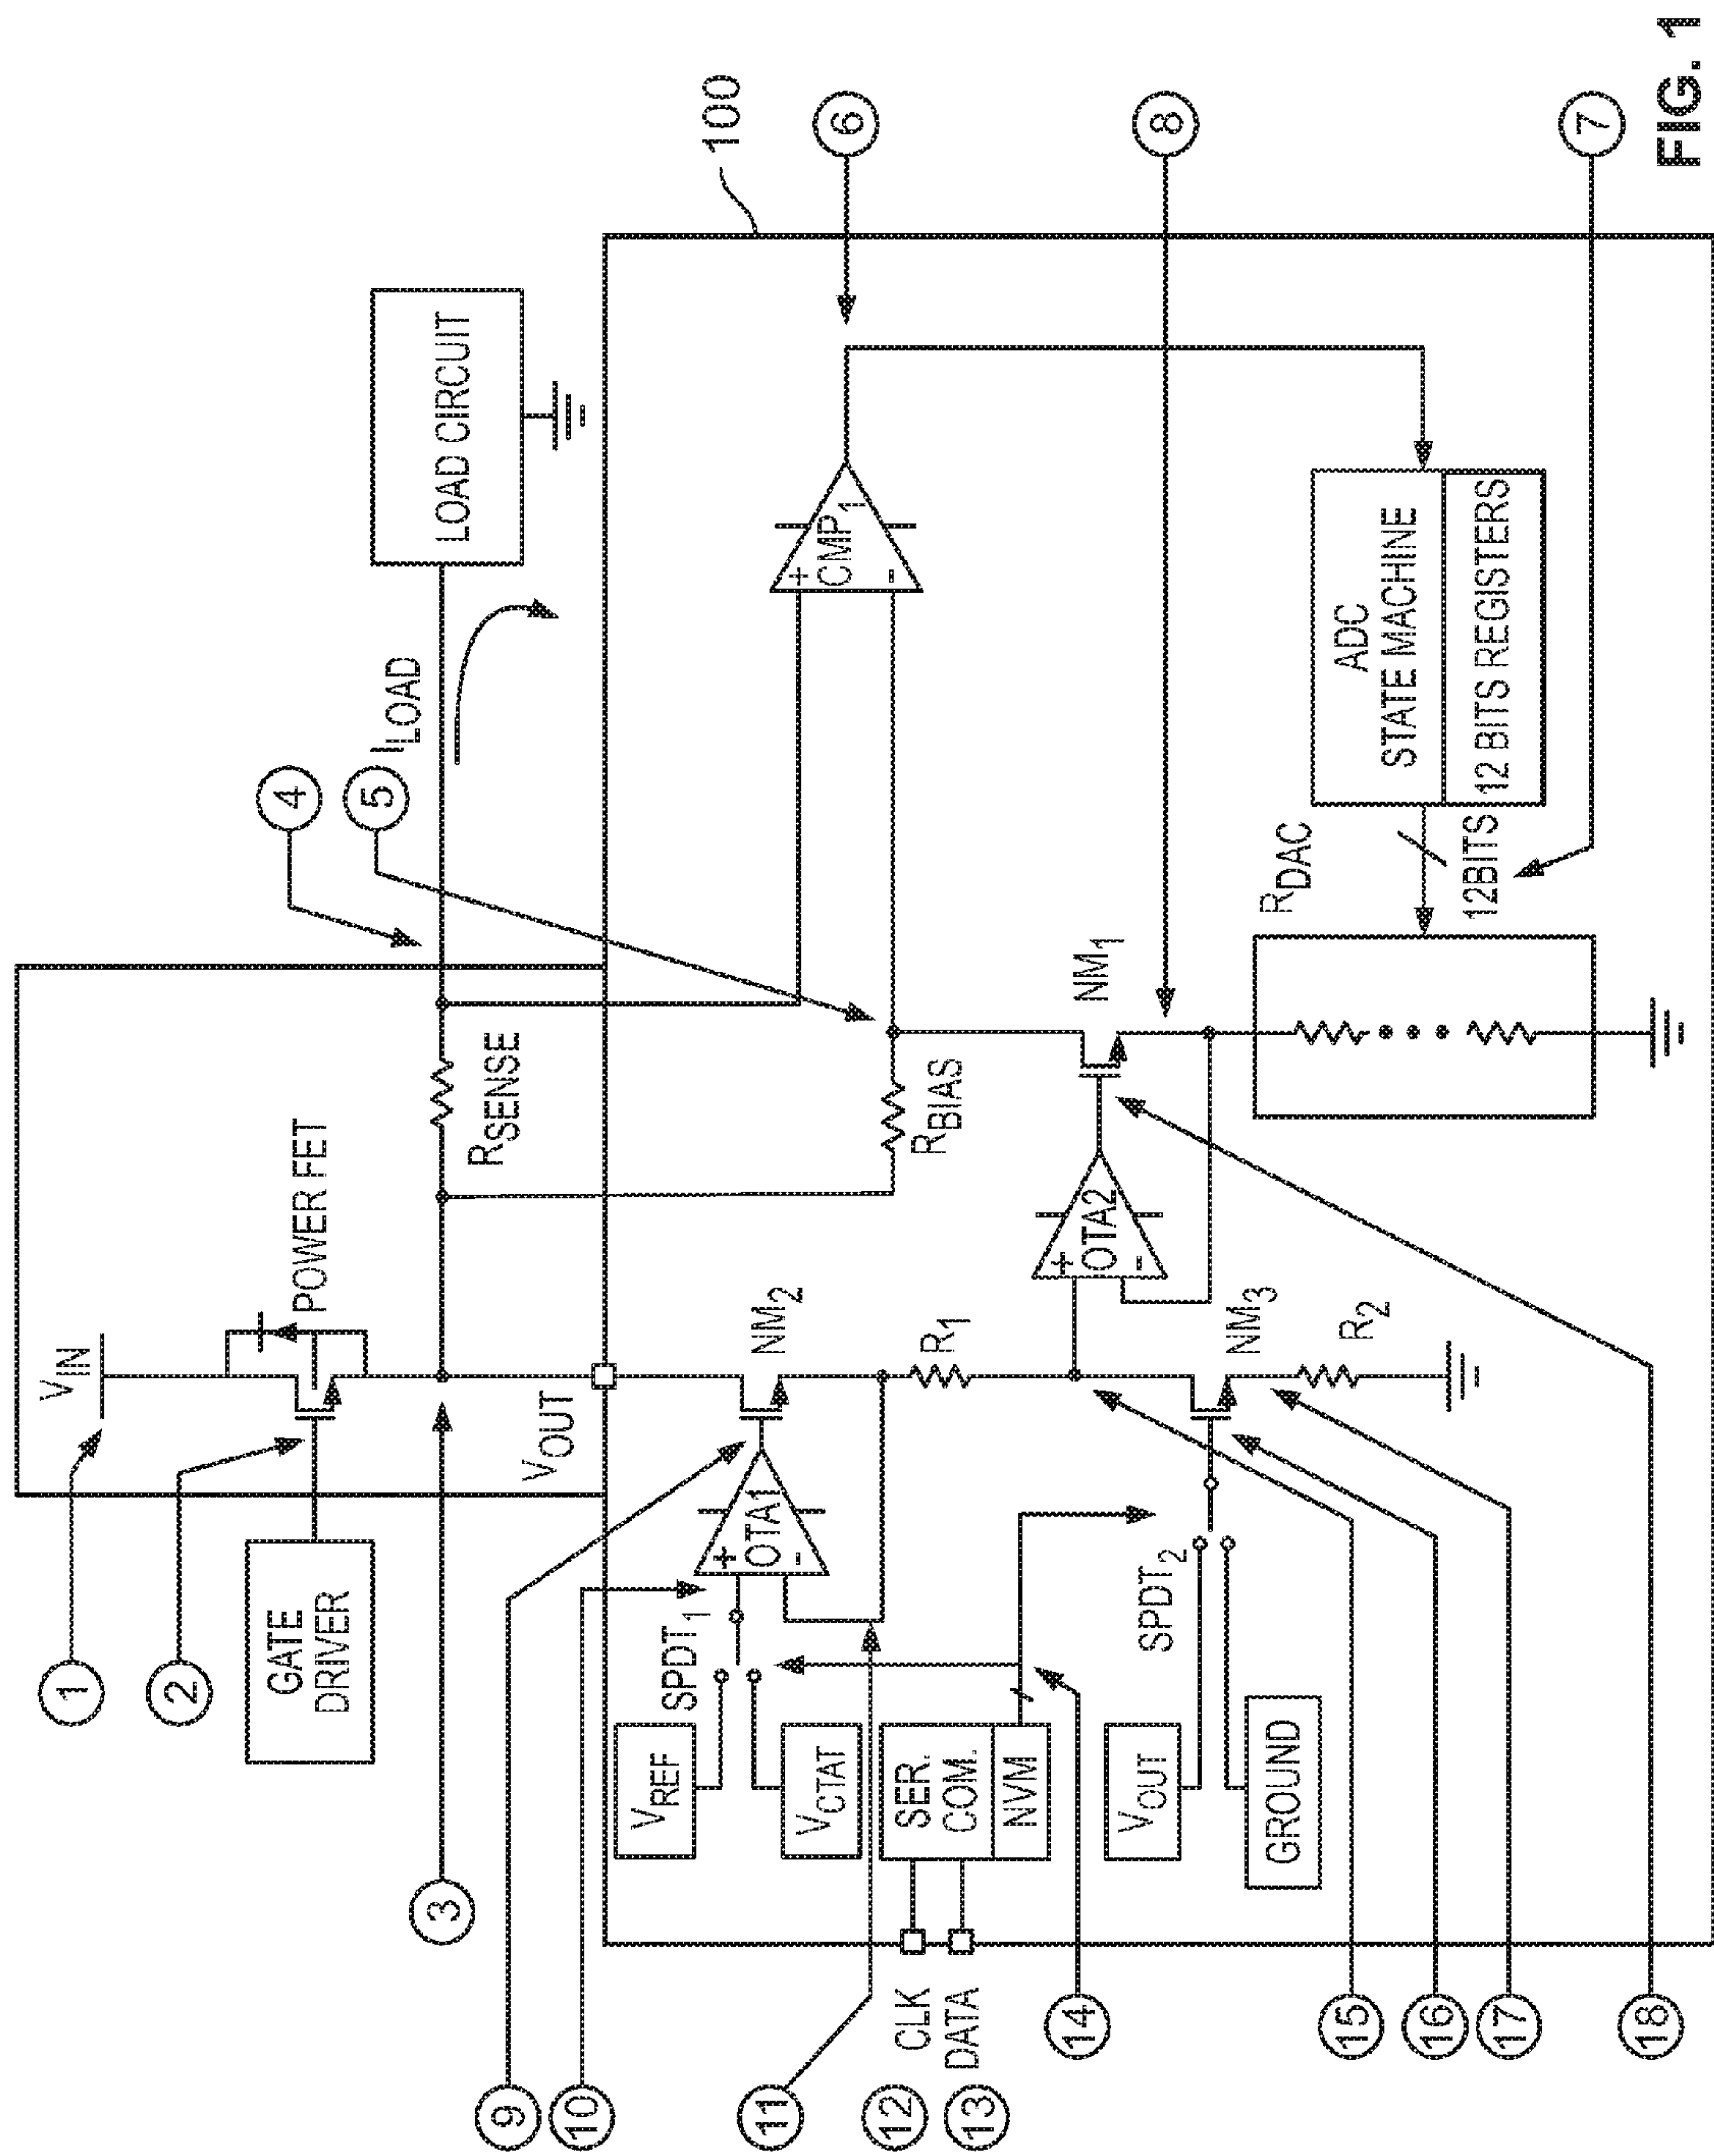 1
2
3
4
5
6
7
8
9
10
11
12
13
14
15
16
17
18
100
V_IN
POWER FET
GATE
DRIVER
V_OUT
R_SENSE
I_LOAD
LOAD CIRCUIT
V_REF
V_CTAT
SPDT_1
+
-
OTA1
NM_2
R_1
R_BIAS
+
-
CMP_1
CLK
DATA
SER.
COM.
NVM
V_OUT
GROUND
SPDT_2
NM_3
R_2
+
-
OTA2
NM_1
R_DAC
12BITS
ADC
STATE MACHINE
12 BITS REGISTERS
FIG. 1